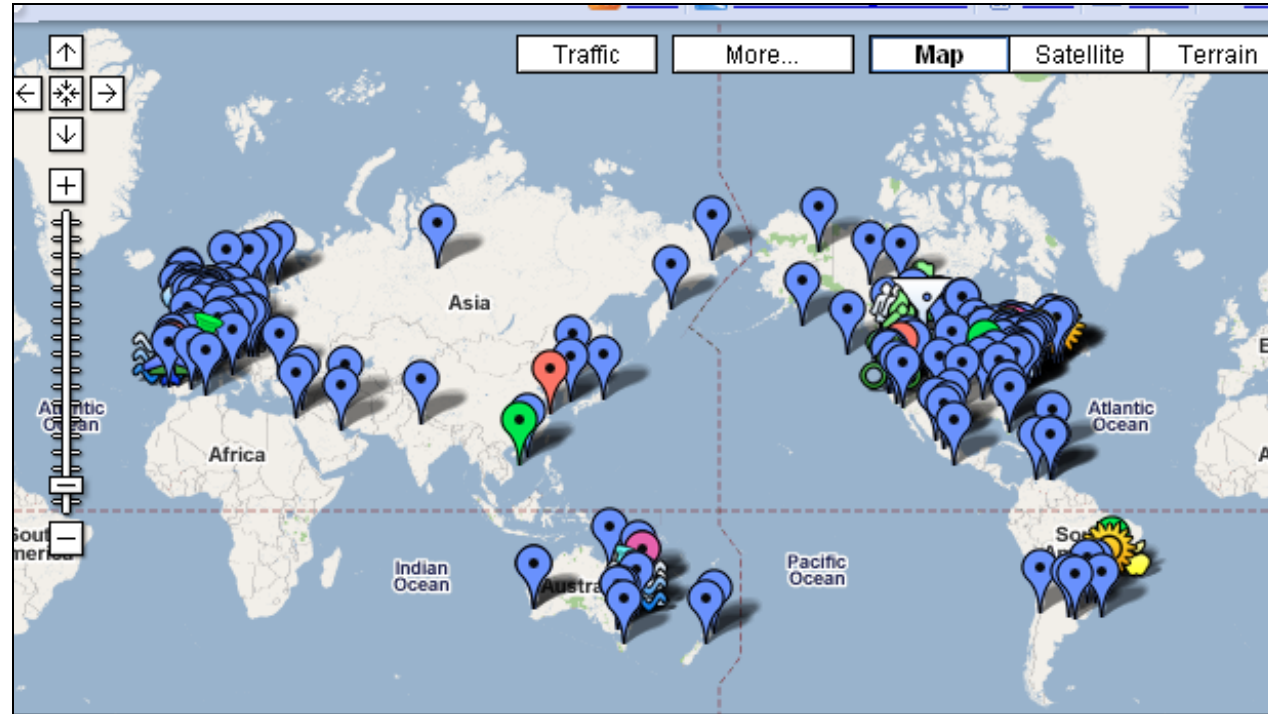 Traffic
More...
Map
Satellite
Terrain
Asia
Atlantic
Ocean
Africa
Atlantic
Ocean
Indian
Ocean
Pacific
Ocean